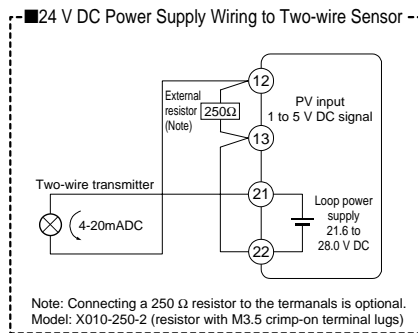 ■24 V DC Power Supply Wiring to Two-wire Sensor
12
External
resistor
(Note)
250Ω
PV input
1 to 5 V DC signal
13
Two-wire transmitter
21
4-20mADC
Loop power
supply
21.6 to
28.0 V DC
22
Note: Connecting a 250 Ω resistor to the termanals is optional.
Model: X010-250-2 (resistor with M3.5 crimp-on terminal lugs)